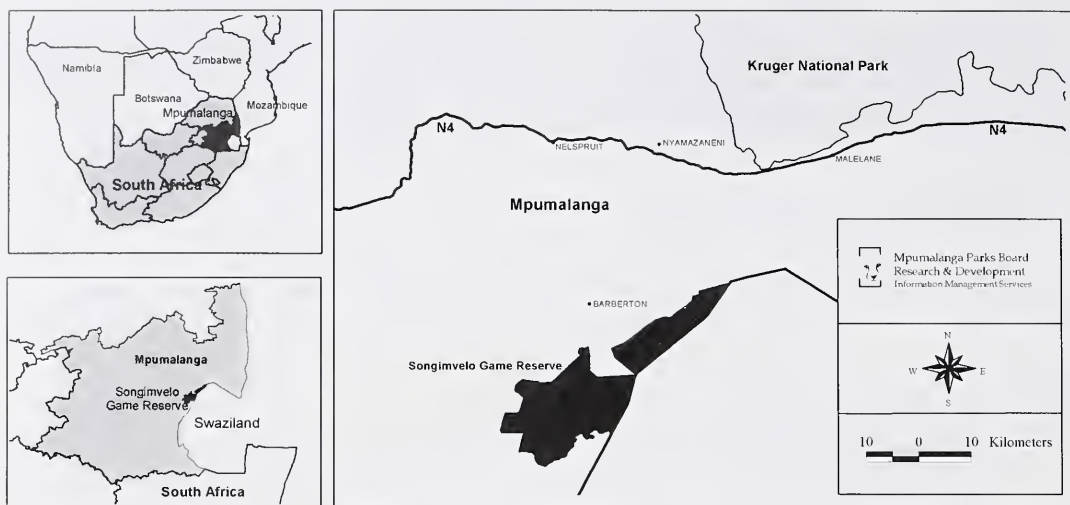 Namibia
Zimbabwe
Botswana
Mozambique
Mpumalanga
South Africa
Mpumalanga
Songimvelo
Game Reserve
Swaziland
South Africa
Kruger National Park
N4
NELSPRUIT
NYAMAZANENI
N4
MALELANE
Mpumalanga
BARBERTON
Songimvelo Game Reserve
Mpumalanga Parks Board
Research & Development
Information Management Services
N
W E
S
10 0 10 Kilometers